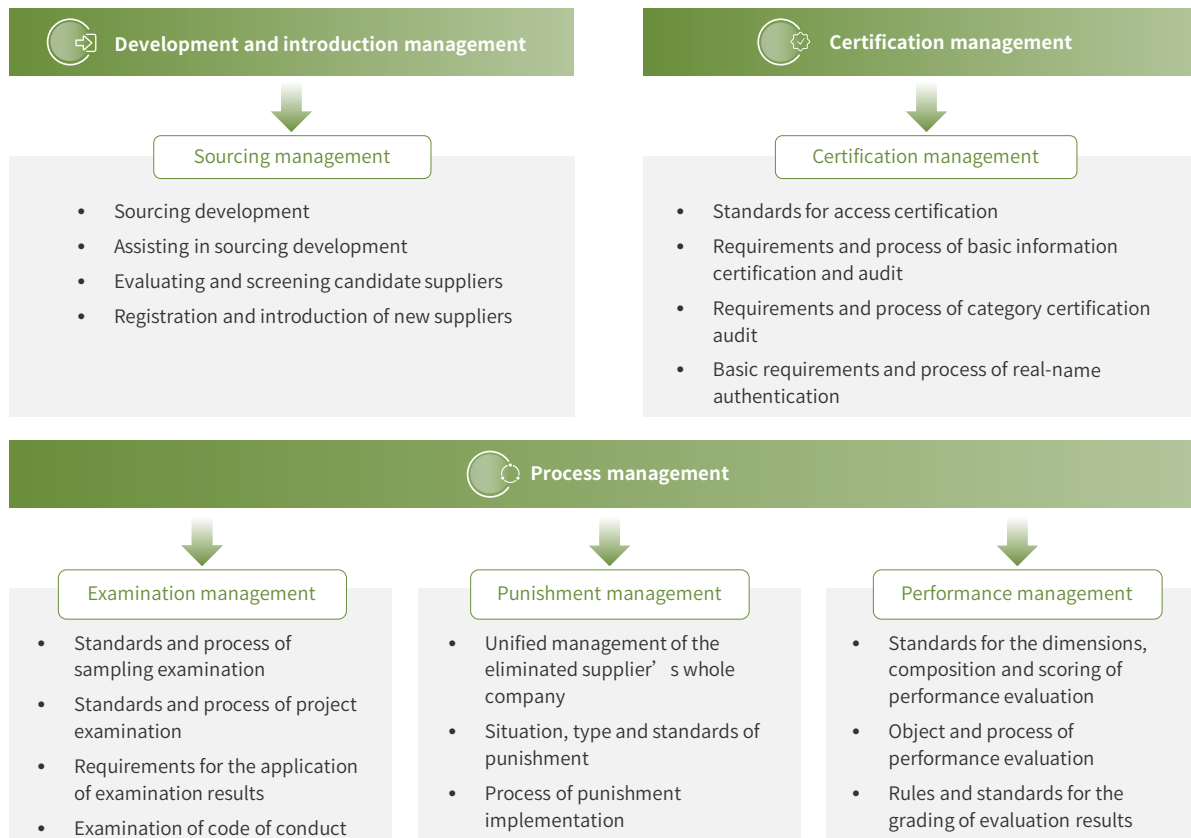 Development and introduction management
Sourcing management
• Sourcing development
• Assisting in sourcing development
• Evaluating and screening candidate suppliers
• Registration and introduction of new suppliers
Certification management
Certification management
• Standards for access certification
• Requirements and process of basic information
certification and audit
• Requirements and process of category certification
audit
• Basic requirements and process of real-name
authentication
Process management
Examination management
• Standards and process of
sampling examination
• Standards and process of project
examination
• Requirements for the application
of examination results
• Examination of code of conduct
Punishment management
• Unified management of the
eliminated supplier’s whole
company
• Situation, type and standards of
punishment
• Process of punishment
implementation
Performance management
• Standards for the dimensions,
composition and scoring of
performance evaluation
• Object and process of
performance evaluation
• Rules and standards for the
grading of evaluation results